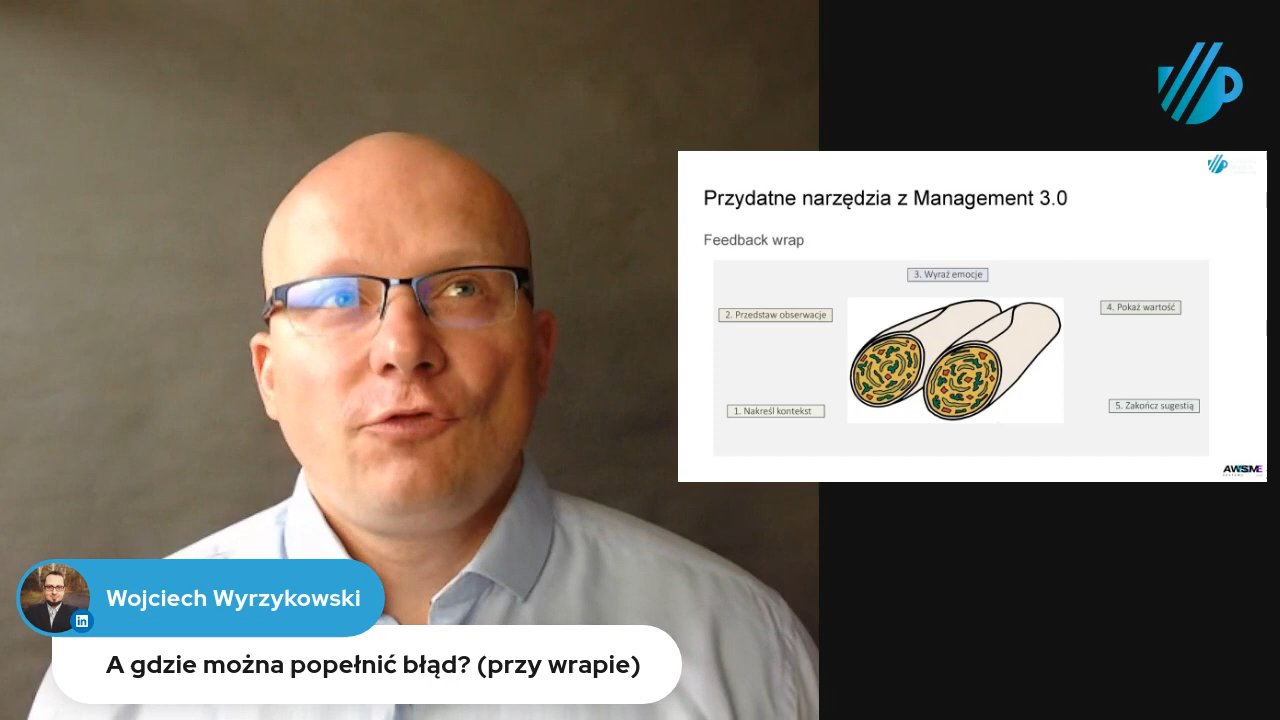 Przydatne narzędzia z Management 3.0
Feedback wrap
3. Wyraź emocje
2. Przedstaw obserwacje
4. Pokaż wartość
1. Nakreśl kontekst
5. Zakończ sugestią
AWSME
in
Wojciech Wyrzykowski
A gdzie można popełnić błąd? (przy wrapie)